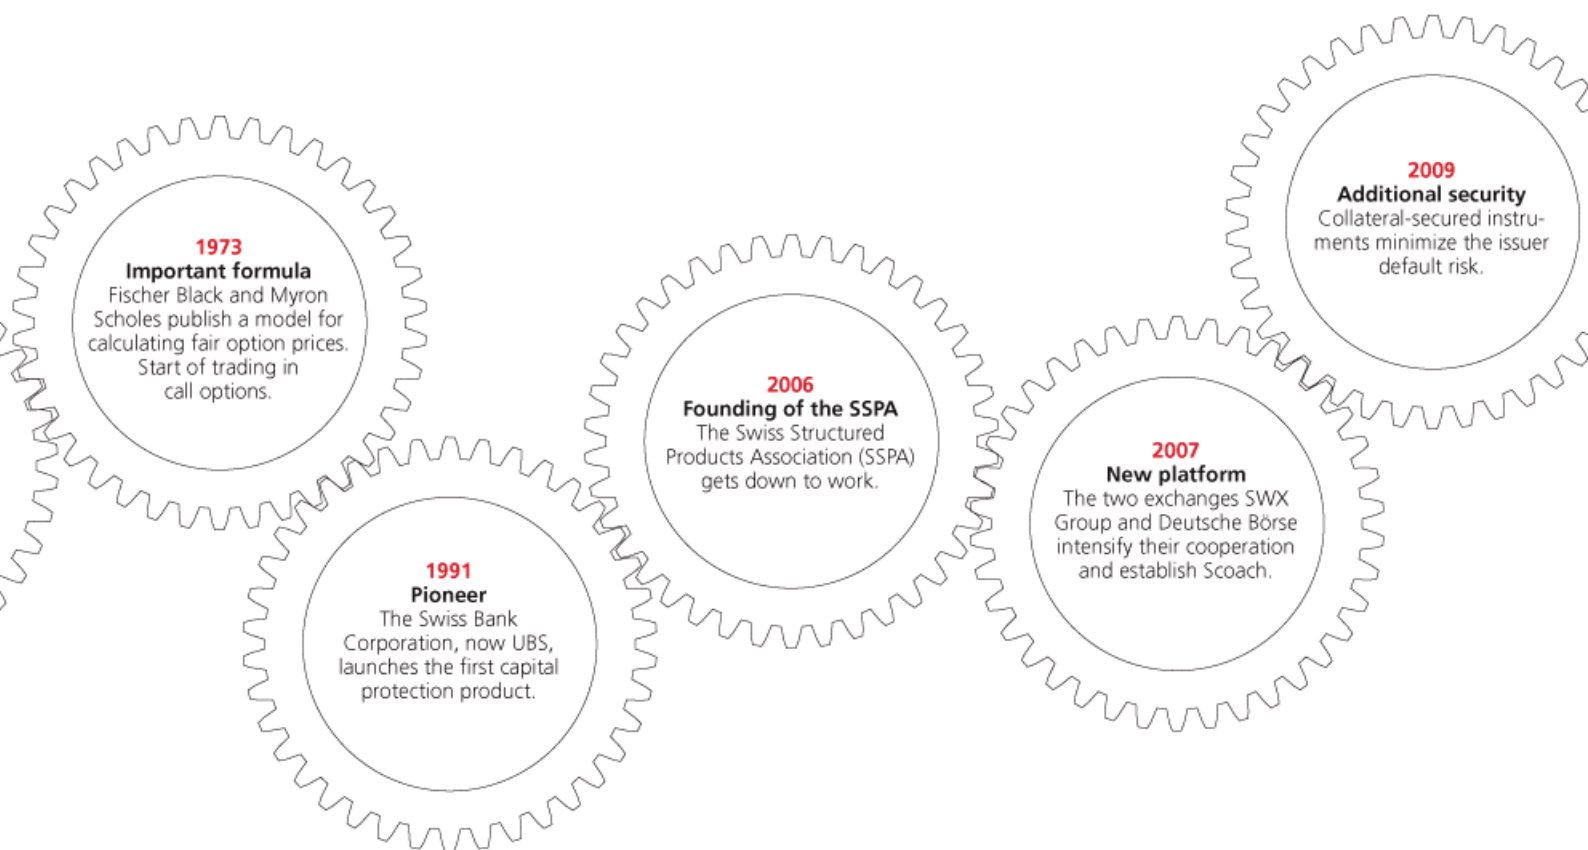 1973
Important formula
Fischer Black and Myron
Scholes publish a model for
calculating fair option prices.
Start of trading in
call options.
1991
Pioneer
The Swiss Bank
Corporation, now UBS,
launches the first capital
protection product.
2006
Founding of the SSPA
The Swiss Structured
Products Association (SSPA)
gets down to work.
2007
New platform
The two exchanges SWX
Group and Deutsche Börse
intensify their cooperation
and establish Scoach.
2009
Additional security
Collateral-secured instru-
ments minimize the issuer
default risk.